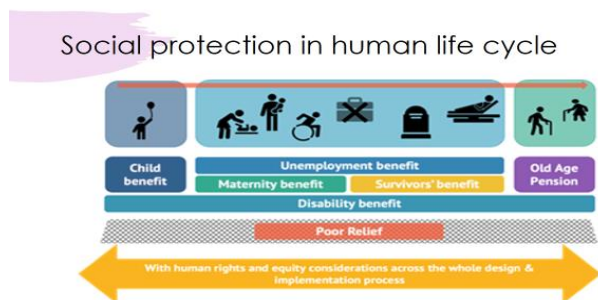 Social protection in human life cycle
Child
benefit
Unemployment benefit
Maternity benefit
Survivors' benefit
Old Age
Pension
Disability benefit
Poor Relief
With human rights and equity considerations across the whole design &
implementation process